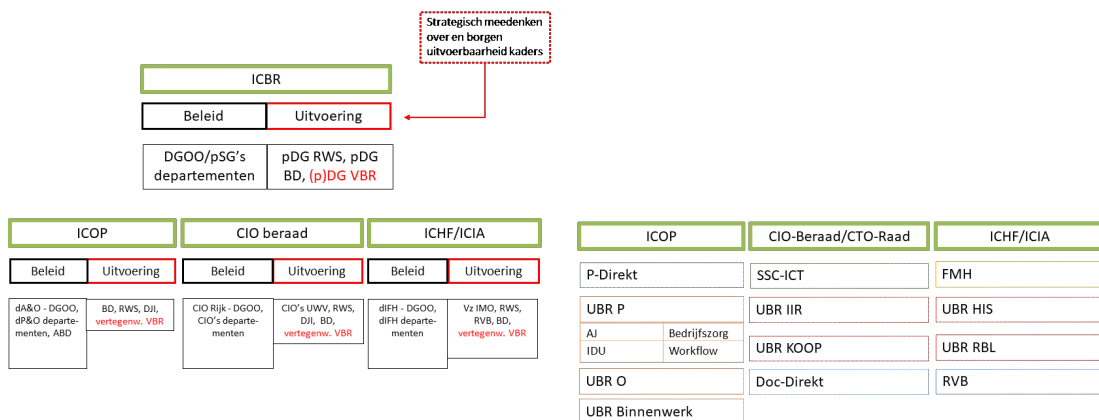 Strategisch meedenken
over en borgen
uitvoerbaarheid kaders
ICBR
Beleid
Uitvoering
DGOO/pSG's
departementen
pDG RWS, pDG
BD, (p)DG VBR
ICOP
CIO beraad
ICHF/ICIA
Beleid
Uitvoering
Beleid
Uitvoering
Beleid
Uitvoering
dA&O - DGOO,
dP&O departe-
menten, ABD
BD, RWS, DJI,
vertegenw. VBR
CIO Rijk - DGOO,
CIO's departe-
menten
CIO's UWV, RWS,
DJI, BD,
vertegenw. VBR
dIFH - DGOO,
dIFH departe-
menten
Vz IMO, RWS,
RVB, BD,
vertegenw. VBR
ICOP
CIO-Beraad/CTO-Raad
ICHF/ICIA
P-Direkt
SSC-ICT
FMH
UBR P
UBR IIR
UBR HIS
AJ
Bedrijfszorg
IDU
Workflow
UBR KOOP
UBR RBL
UBR O
Doc-Direkt
RVB
UBR Binnenwerk